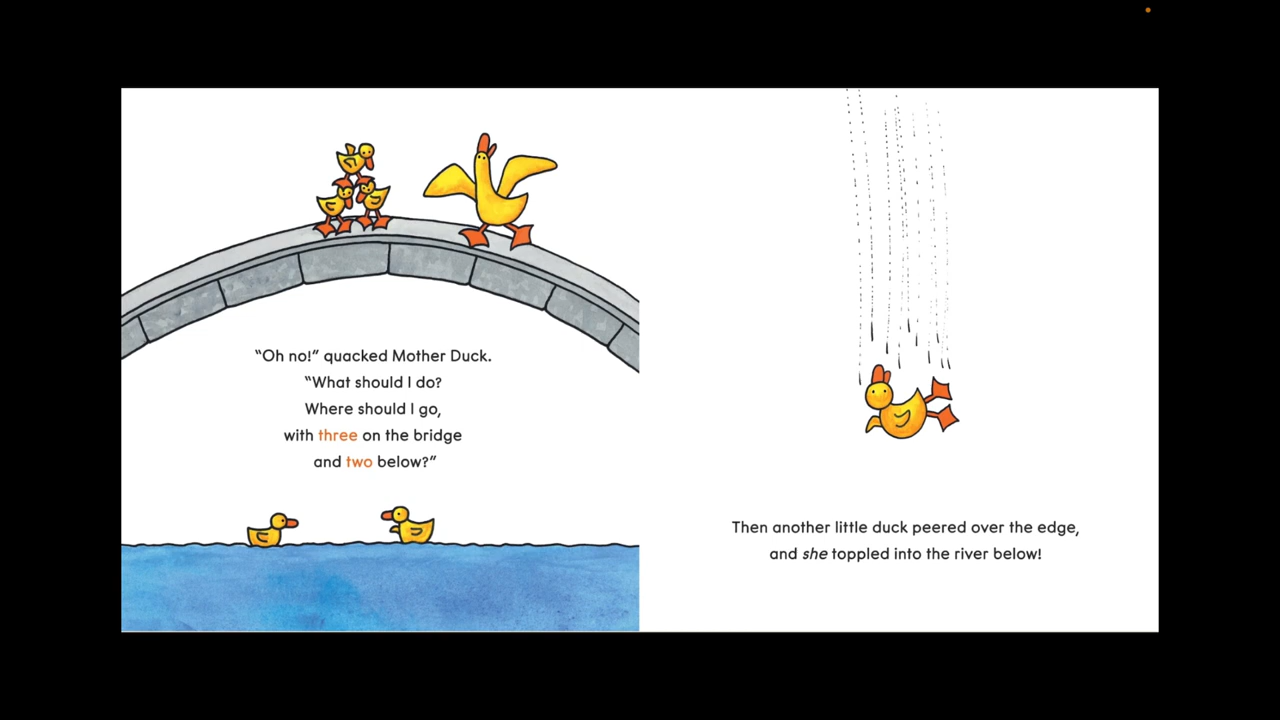 “Oh no!” quacked Mother Duck.
“What should I do?
Where should I go,
with three on the bridge
and two below?”
Then another little duck peered over the edge,
and she toppled into the river below!